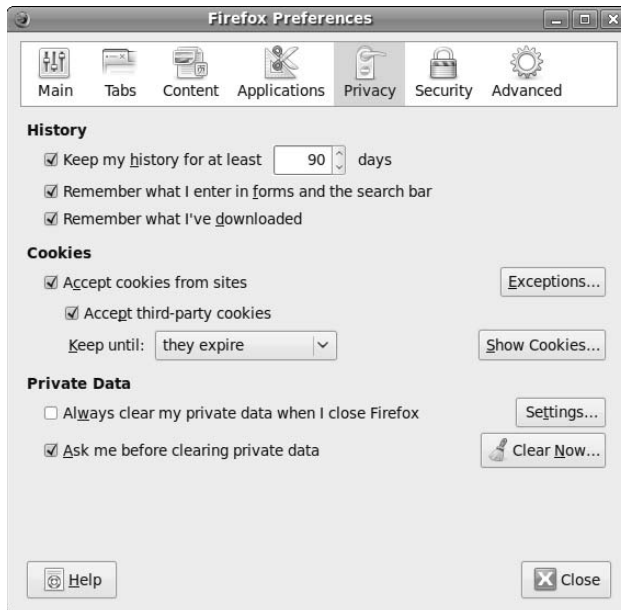 Firefox Preferences
Main Tabs Content Applications Privacy Security Advanced
History
Keep my history for at least 90 days
Remember what I enter in forms and the search bar
Remember what I've downloaded
Cookies
Accept cookies from sites Exceptions...
Accept third-party cookies
Keep until: they expire Show Cookies...
Private Data
Always clear my private data when I close Firefox Settings...
Ask me before clearing private data Clear Now...
Help Close